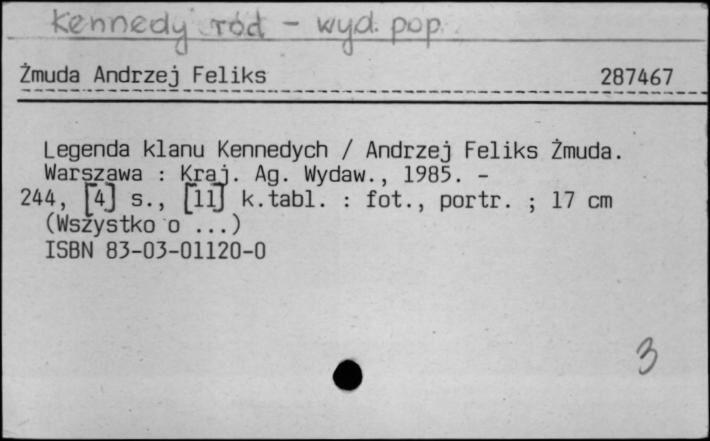 Kennedy ród - wyd. pop.
Żmuda Andrzej Feliks 287467
Legenda klanu Kennedych / Andrzej Feliks Żmuda.
Warszawa : Kraj. Ag. Wydaw., 1985. -
244, [4] s., [11] k.tabl. : fot., portr. ; 17 cm
(Wszystko o ...)
ISBN 83-03-01120-0
3